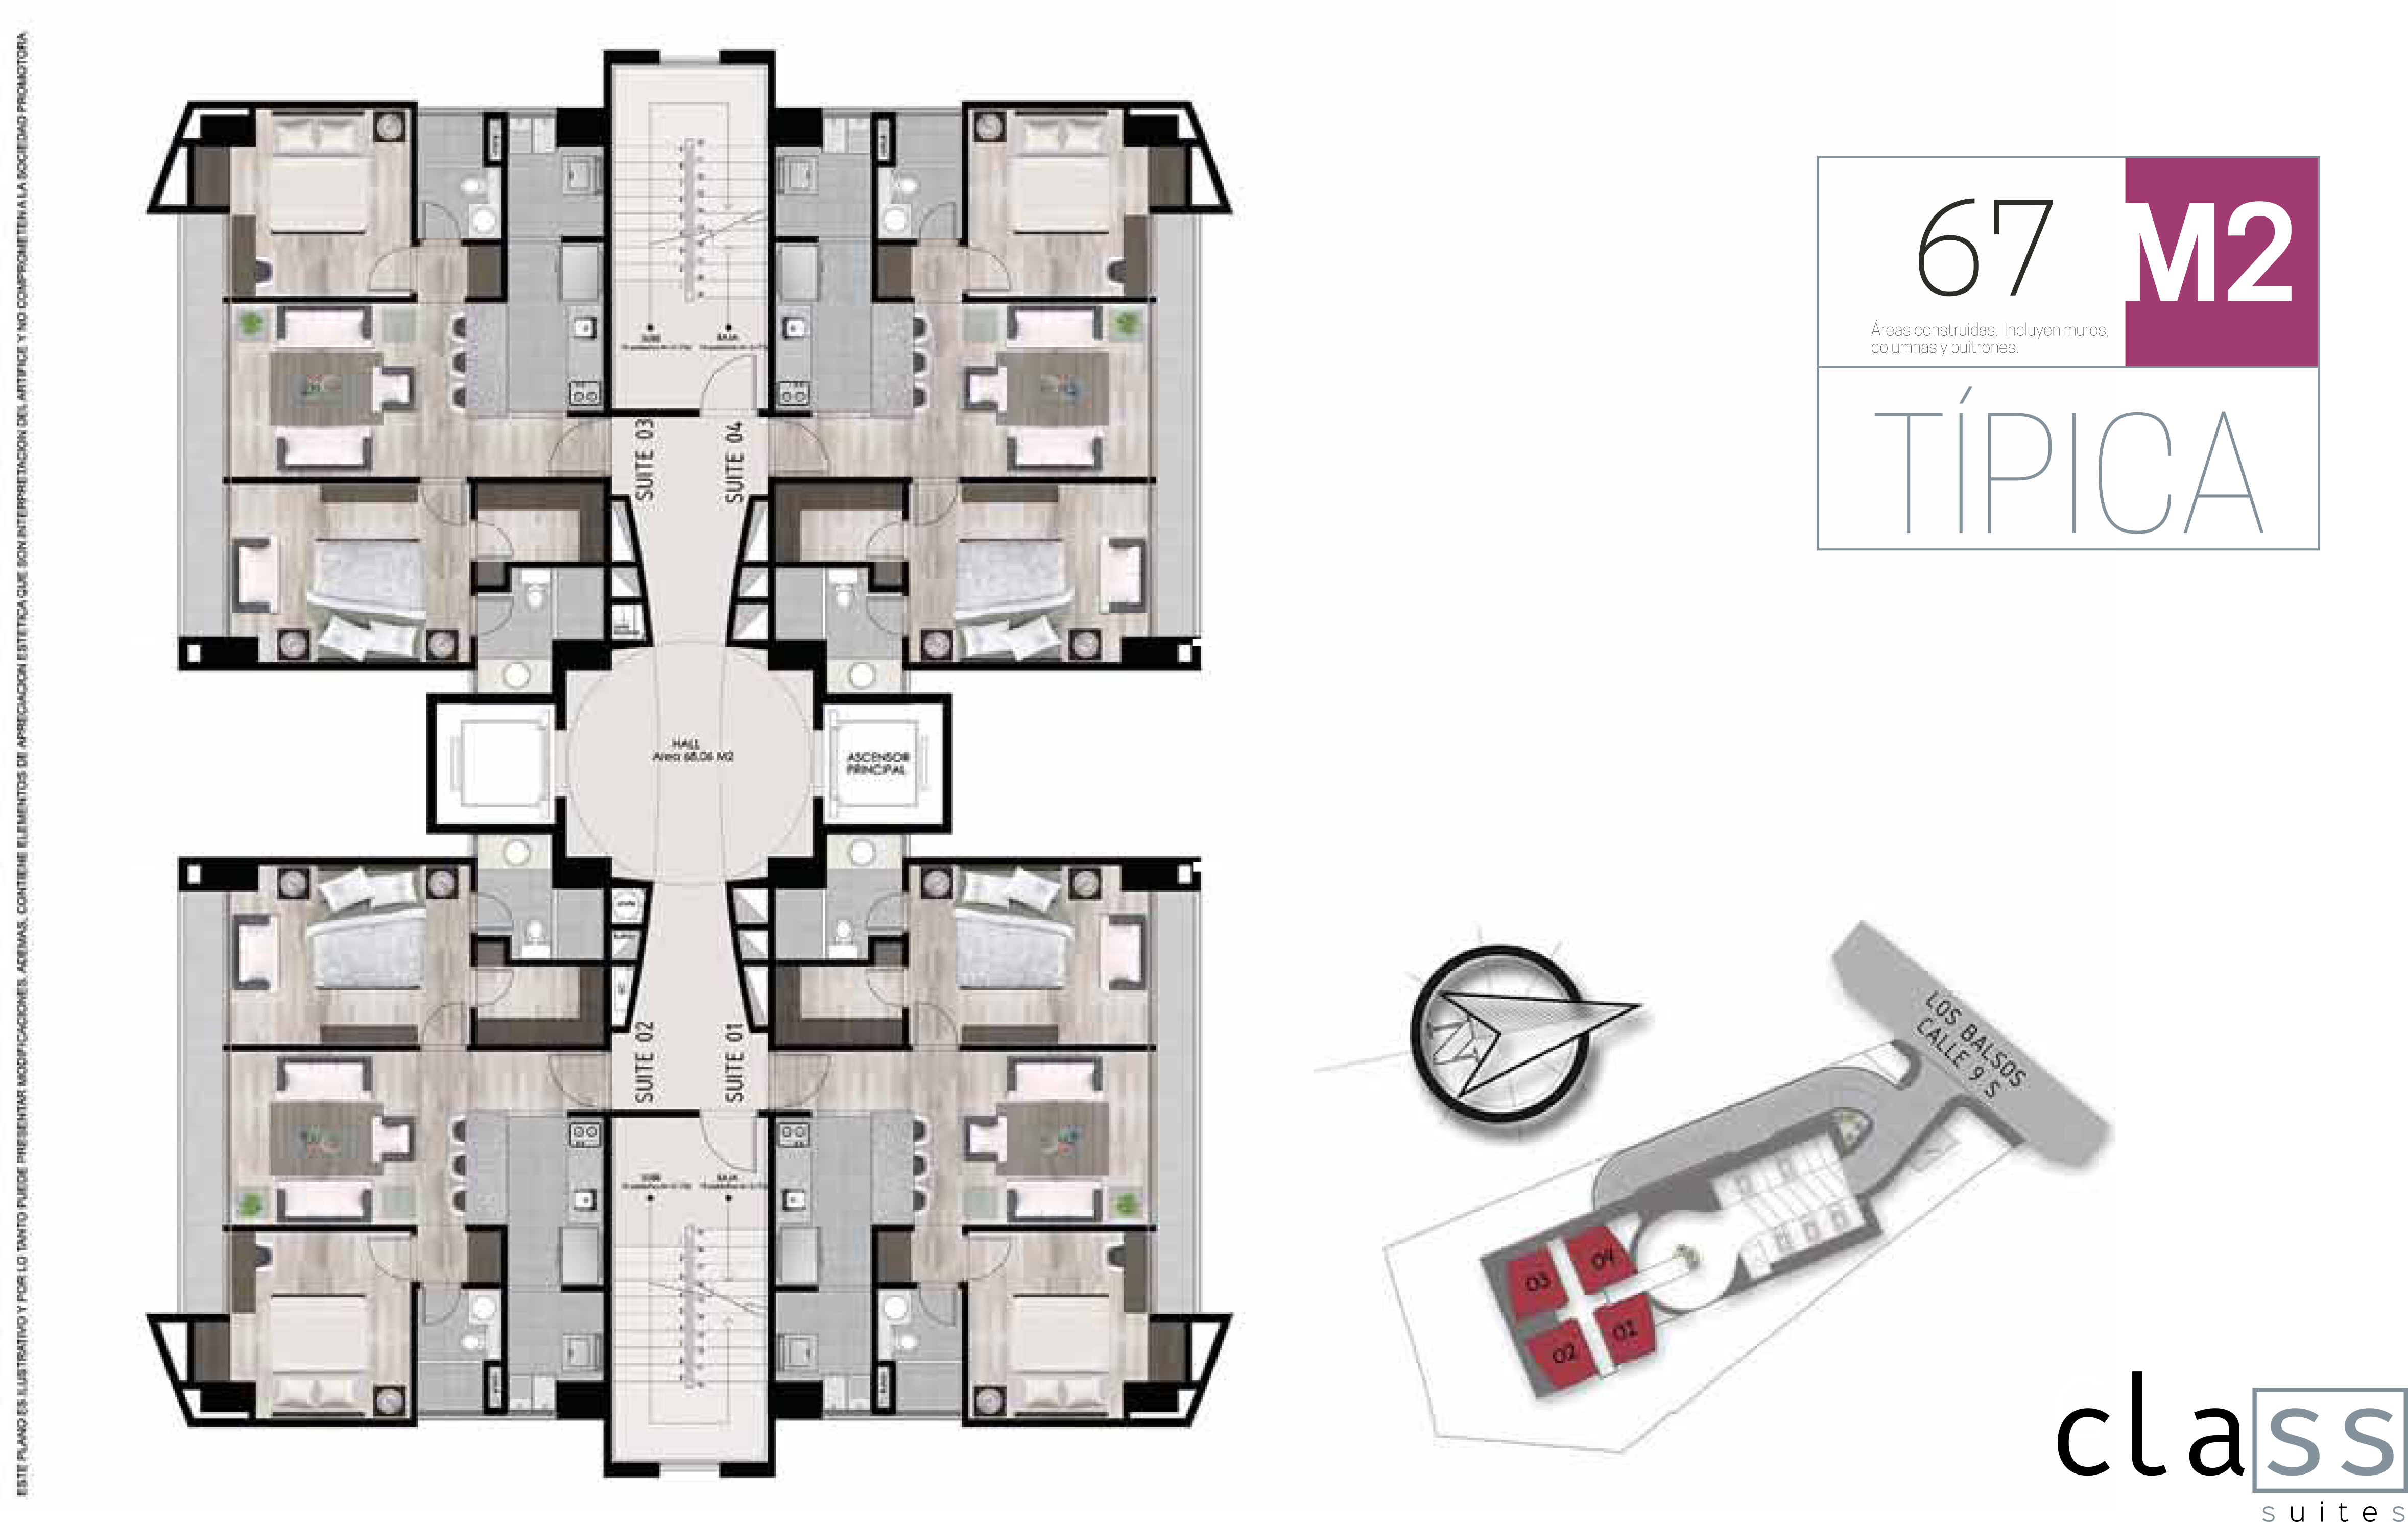 ESTE PLANO ES ILUSTRATIVO Y POR LO TANTO PUEDE PRESENTAR MODIFICACIONES. ADEMAS, CONTIENE ELEMENTOS DE APRECIACION ESTETICA QUE SON INTERPRETACION DEL ARTIFICE Y NO COMPROMETEN A LA SOCIEDAD PROMOTORA
67 M2
Áreas construidas. Incluyen muros,
columnas y buitrones.
TÍPICA
SUBE
BAJA
SUITE 03
SUITE 04
HALL
Area 68,06 M2
ASCENSOR
PRINCIPAL
SUITE 02
SUITE 01
SUBE
BAJA
N
LOS BALSOS
CALLE 9 S
04
03
01
02
class
suites